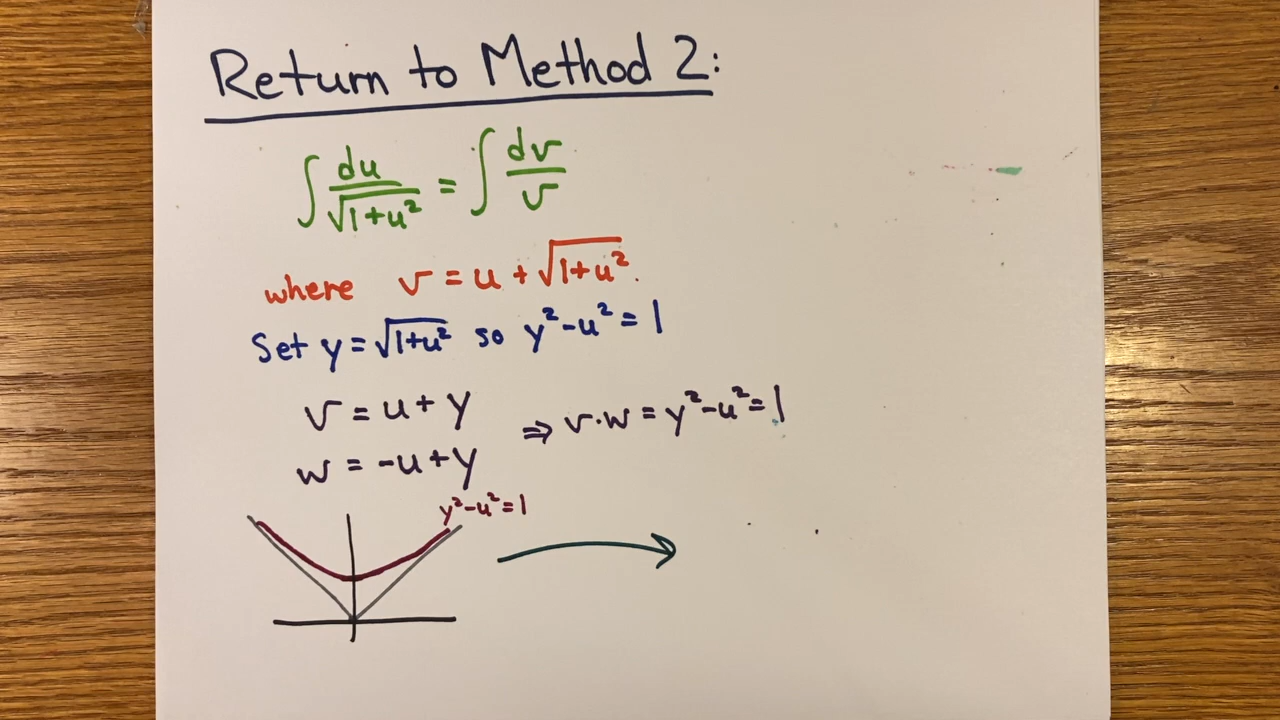 Return to Method 2:
∫ du/√(1+u²) = ∫ dv/v
where v = u + √(1+u²).
Set y = √(1+u²) so y² - u² = 1
v = u + y
⇒ v·w = y² - u² = 1
w = -u + y
y² - u² = 1